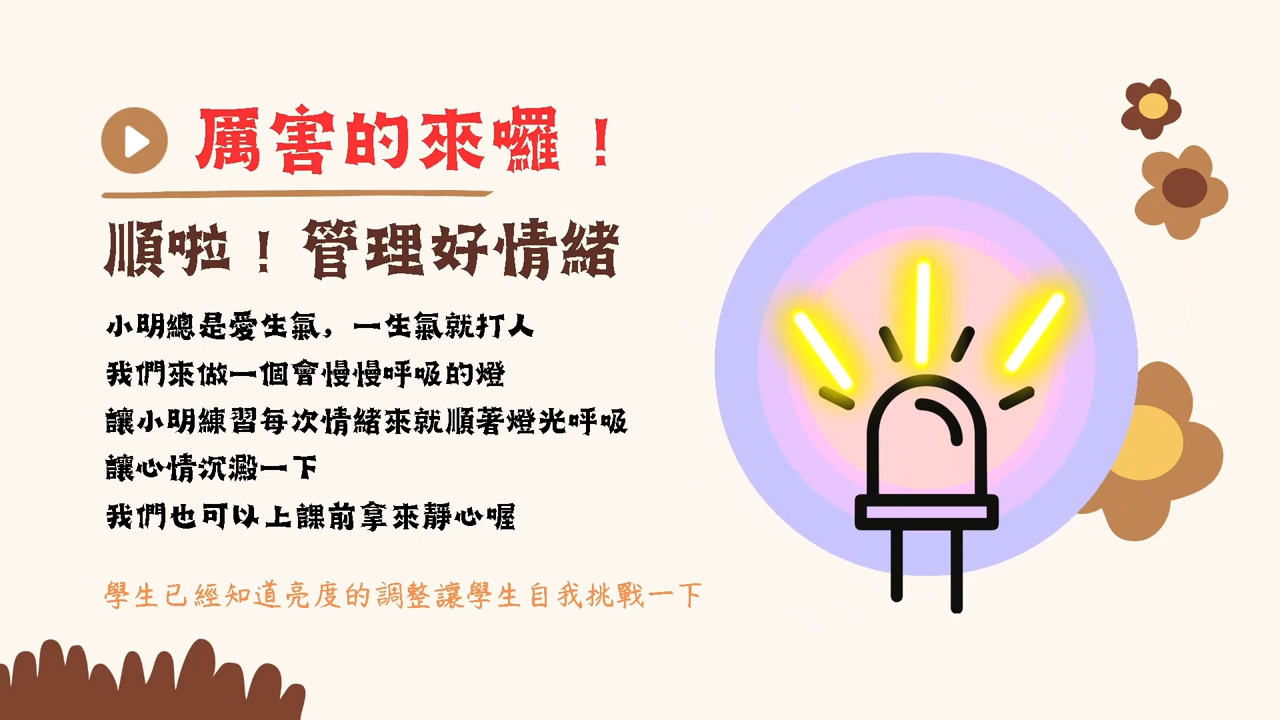 厲害的來囉！
順啦！管理好情緒
小明總是愛生氣，一生氣就打人
我們來做一個會慢慢呼吸的燈
讓小明練習每次情緒來就順著燈光呼吸
讓心情沉澱一下
我們也可以上課前拿來靜心喔
學生已經知道亮度的調整讓學生自我挑戰一下